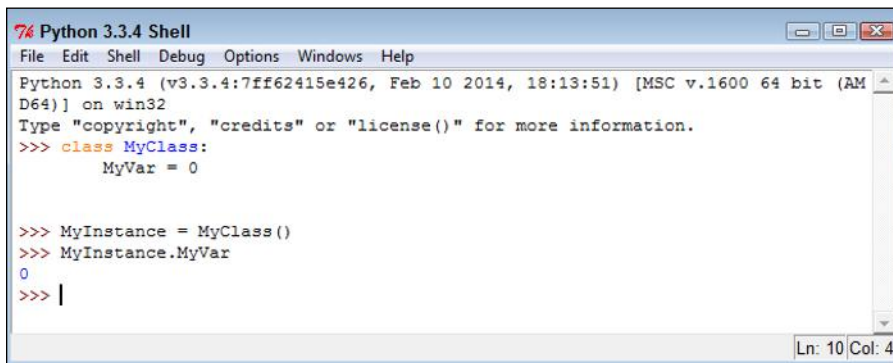 Python 3.3.4 Shell
File Edit Shell Debug Options Windows Help
Python 3.3.4 (v3.3.4:7ff62415e426, Feb 10 2014, 18:13:51) [MSC v.1600 64 bit (AM
D64)] on win32
Type "copyright", "credits" or "license()" for more information.
>>> class MyClass:
        MyVar = 0
>>> MyInstance = MyClass()
>>> MyInstance.MyVar
0
>>>
Ln: 10 Col: 4